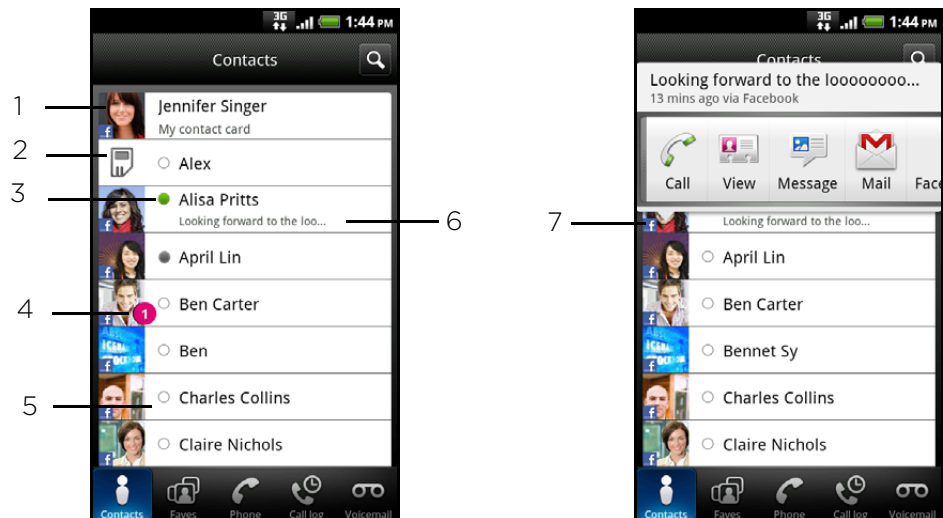 3G 1:44 PM
Contacts
1
Jennifer Singer
f
My contact card
2
Alex
3
Alisa Pritts
Looking forward to the loo...
f
6
April Lin
f
4
1
Ben Carter
f
Ben
f
5
Charles Collins
f
Claire Nichols
f
Contacts Faves Phone Call log Voicemail
3G 1:44 PM
Contacts
Looking forward to the loooooooo...
13 mins ago via Facebook
Call View Message Mail Face
7
Looking forward to the loo...
f
April Lin
f
Ben Carter
f
Bennet Sy
f
Charles Collins
f
Claire Nichols
f
Contacts Faves Phone Call log Voicemail